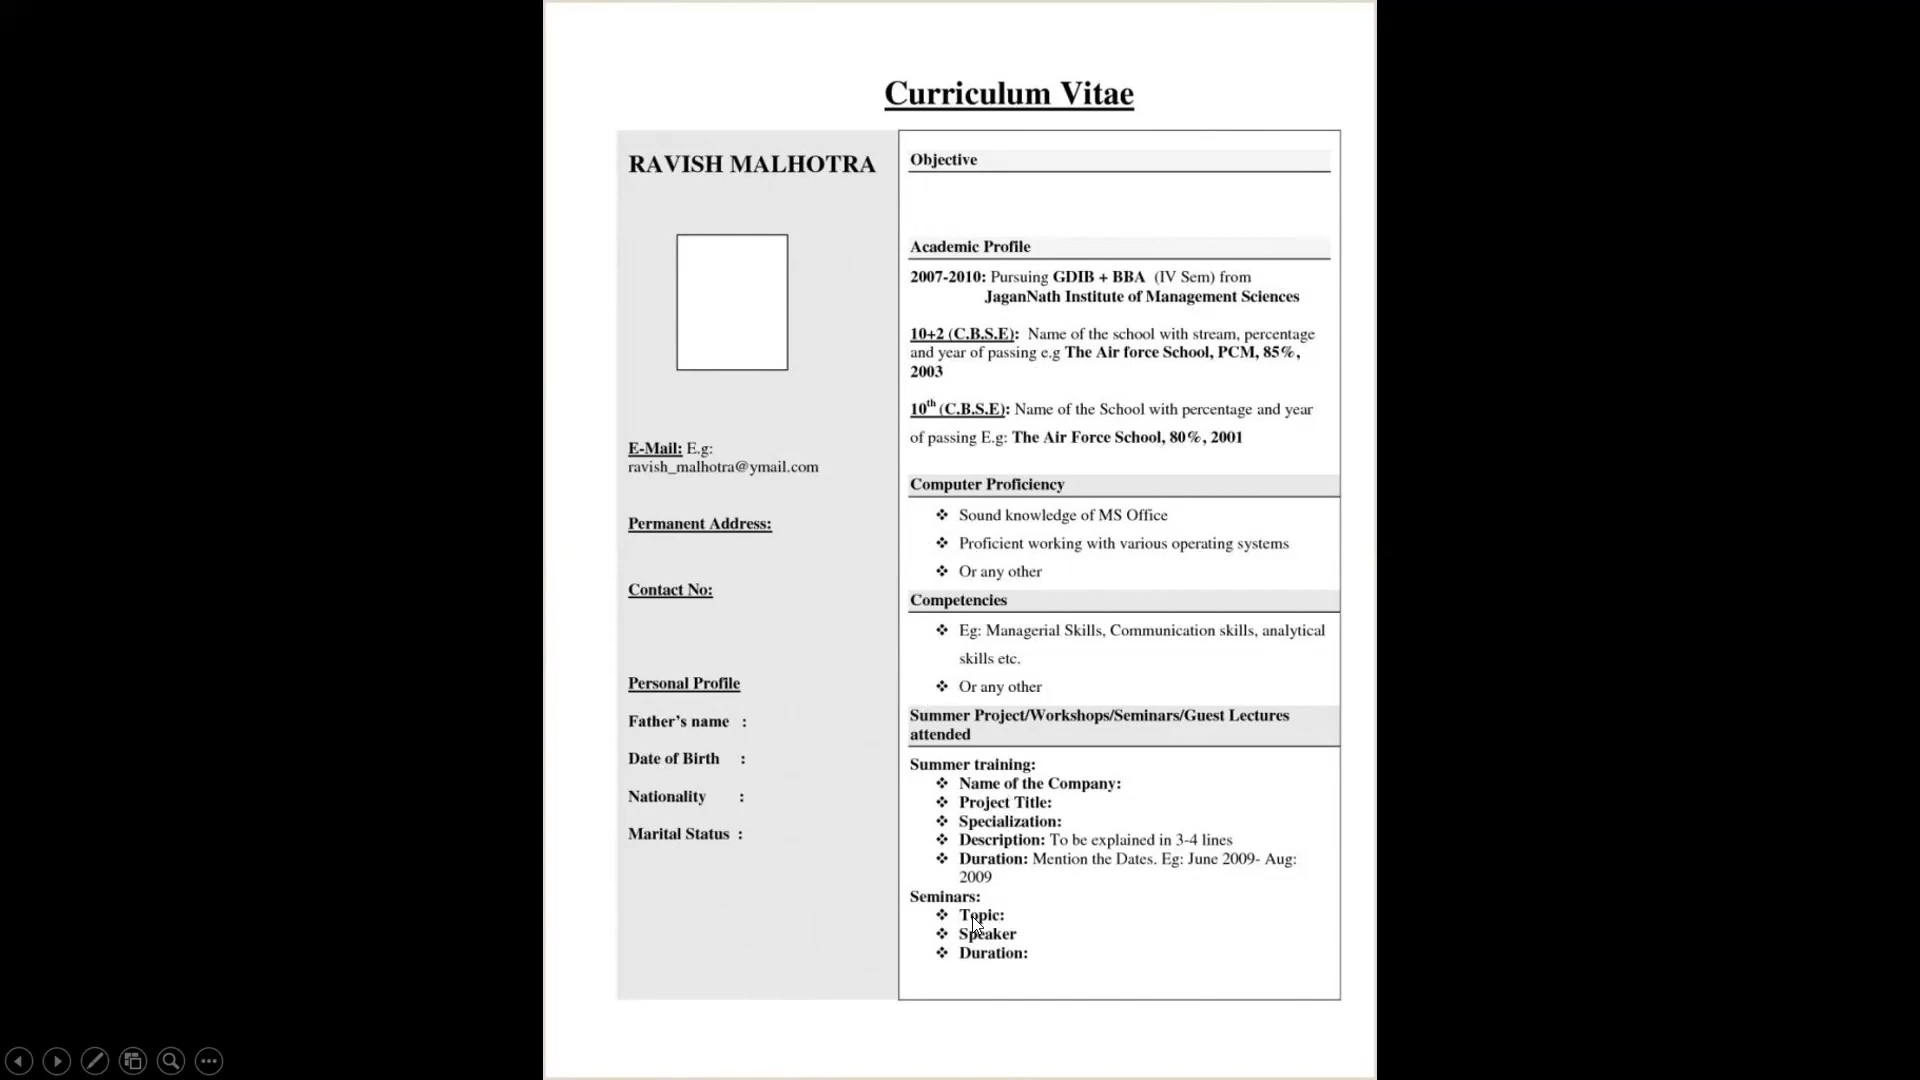 Curriculum Vitae
RAVISH MALHOTRA
E-Mail: E.g:
ravish_malhotra@ymail.com
Permanent Address:
Contact No:
Personal Profile
Father's name :
Date of Birth :
Nationality :
Marital Status :
Objective
Academic Profile
2007-2010: Pursuing GDIB + BBA (IV Sem) from
JaganNath Institute of Management Sciences
10+2 (C.B.S.E): Name of the school with stream, percentage
and year of passing e.g The Air force School, PCM, 85%,
2003
10th (C.B.S.E): Name of the School with percentage and year
of passing E.g: The Air Force School, 80%, 2001
Computer Proficiency
❖ Sound knowledge of MS Office
❖ Proficient working with various operating systems
❖ Or any other
Competencies
❖ Eg: Managerial Skills, Communication skills, analytical
skills etc.
❖ Or any other
Summer Project/Workshops/Seminars/Guest Lectures
attended
Summer training:
❖ Name of the Company:
❖ Project Title:
❖ Specialization:
❖ Description: To be explained in 3-4 lines
❖ Duration: Mention the Dates. Eg: June 2009- Aug:
2009
Seminars:
❖ Topic:
❖ Speaker
❖ Duration: